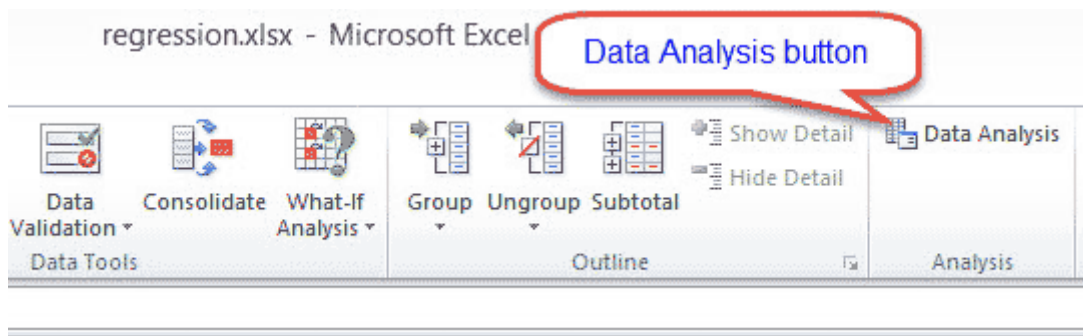 regression.xlsx - Microsoft Excel
Data Analysis button
Data Validation
Consolidate
What-If Analysis
Group
Ungroup
Subtotal
Show Detail
Hide Detail
Data Analysis
Data Tools
Outline
Analysis